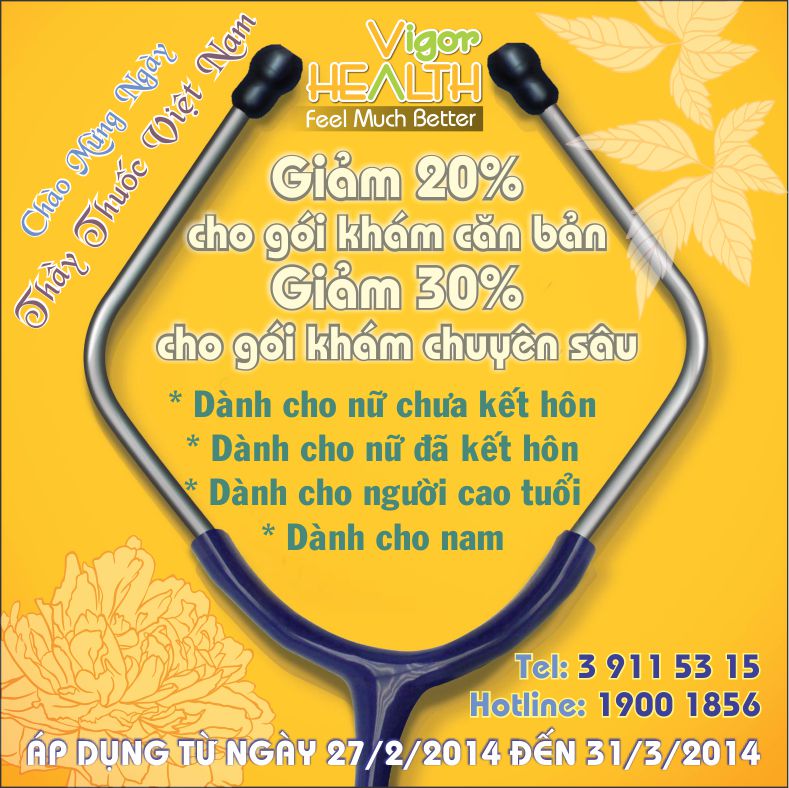 Chào Mừng Ngày
Thầy Thuốc Việt Nam
Vigor
HEALTH
Feel Much Better
Giảm 20%
cho gói khám căn bản
Giảm 30%
cho gói khám chuyên sâu
* Dành cho nữ chưa kết hôn
* Dành cho nữ đã kết hôn
* Dành cho người cao tuổi
* Dành cho nam
Tel: 3 911 53 15
Hotline: 1900 1856
ÁP DỤNG TỪ NGÀY 27/2/2014 ĐẾN 31/3/2014